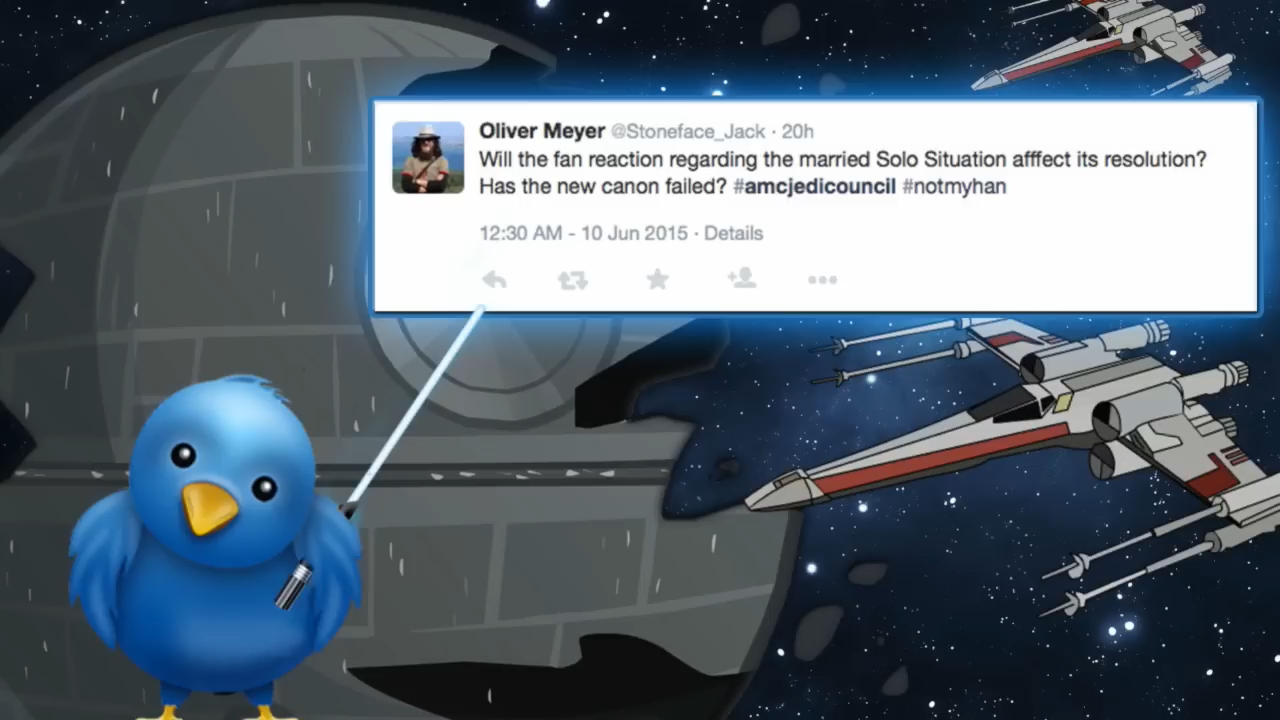 Oliver Meyer @Stoneface_Jack · 20h
Will the fan reaction regarding the married Solo Situation afffect its resolution?
Has the new canon failed? #amcjedicouncil #notmyhan
12:30 AM - 10 Jun 2015 · Details